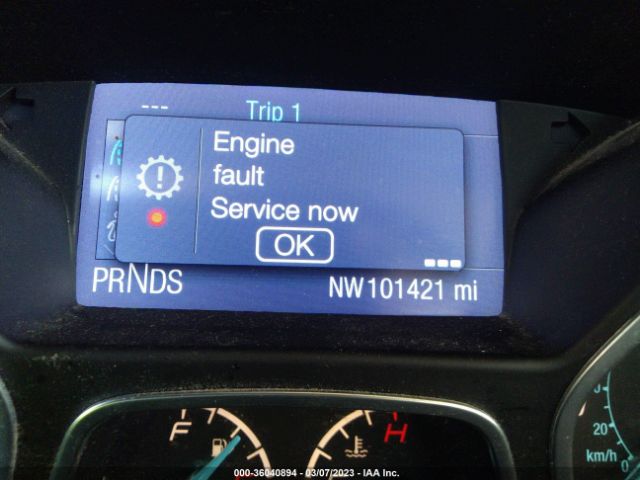 ---
Trip 1
Engine
fault
Service now
OK
PRNDS
NW101421 mi
F
H
20
km/h
0
000-36040894 - 03/07/2023 - IAA Inc.